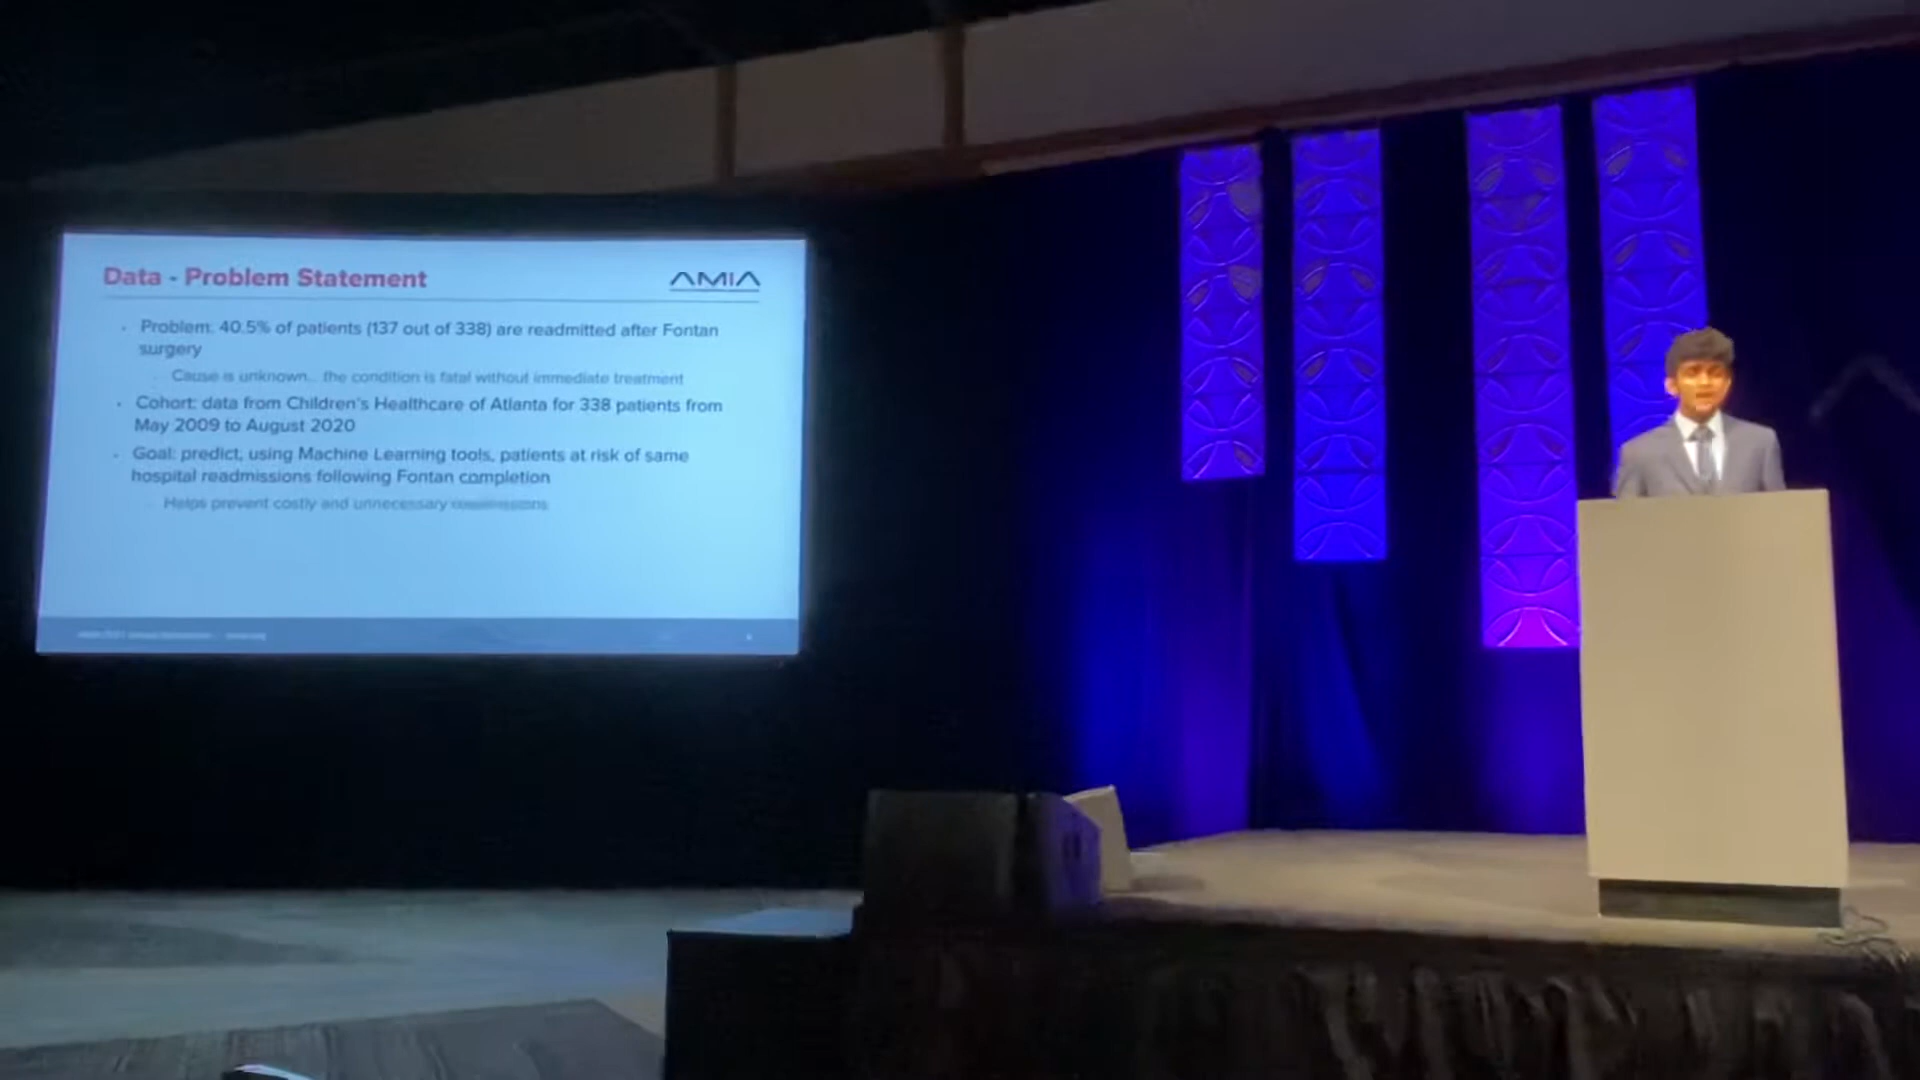 Data - Problem Statement
AMIA
Problem: 40.5% of patients (137 out of 338) are readmitted after Fontan
surgery
Cause is unknown... the condition is fatal without immediate treatment
Cohort: data from Children's Healthcare of Atlanta for 338 patients from
May 2009 to August 2020
Goal: predict, using Machine Learning tools, patients at risk of same
hospital readmissions following Fontan completion
Helps prevent costly and unnecessary